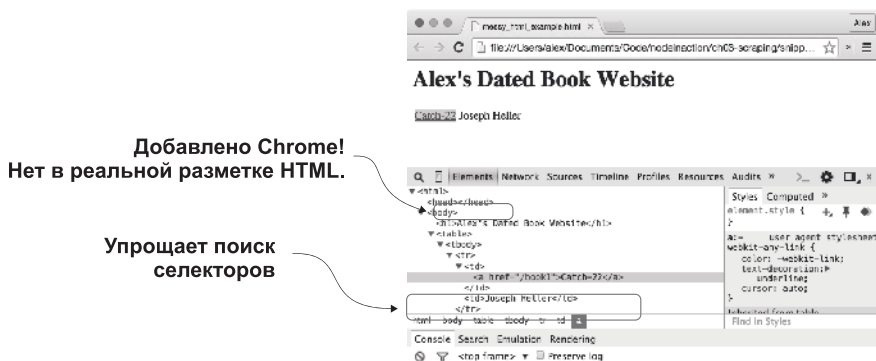 messy_html_example.html ×
Alex
file:///Users/alex/Documents/Code/nodeinaction/ch03-scraping/snipp...
Alex's Dated Book Website
Catch-22 Joseph Heller
Добавлено Chrome!
Нет в реальной разметке HTML.
Упрощает поиск
селекторов
Elements Network Sources Timeline Profiles Resources Audits »
<html>
<head></head>
<body>
<h1>Alex's Dated Book Website</h1>
<table>
<tbody>
<tr>
<td>
<a href="/book1">Catch-22</a>
</td>
<td>Joseph Heller</td>
</tr>
html body table tbody tr td a
Styles Computed »
element.style {
}
user agent stylesheet
webkit-any-link {
color: -webkit-link;
text-decoration:
underline;
cursor: auto;
}
Inherited from table
Find in Styles
Console Search Emulation Rendering
<top frame> ▼ Preserve log